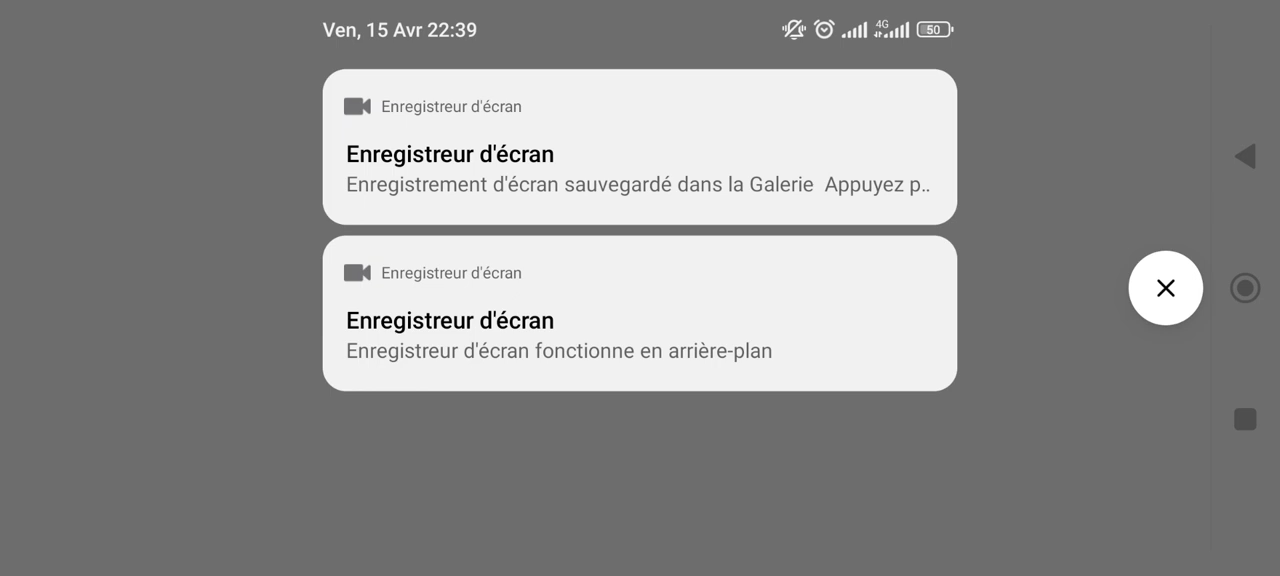 Ven, 15 Avr 22:39
4G
50
Enregistreur d'écran
Enregistreur d'écran
Enregistrement d'écran sauvegardé dans la Galerie  Appuyez p..
Enregistreur d'écran
Enregistreur d'écran
Enregistreur d'écran fonctionne en arrière-plan